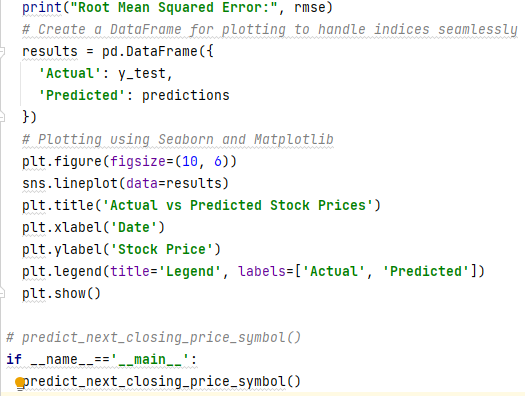 print("Root Mean Squared Error:", rmse)
# Create a DataFrame for plotting to handle indices seamlessly
results = pd.DataFrame({
'Actual': y_test,
'Predicted': predictions
})
# Plotting using Seaborn and Matplotlib
plt.figure(figsize=(10, 6))
sns.lineplot(data=results)
plt.title('Actual vs Predicted Stock Prices')
plt.xlabel('Date')
plt.ylabel('Stock Price')
plt.legend(title='Legend', labels=['Actual', 'Predicted'])
plt.show()
# predict_next_closing_price_symbol()
if __name__=='__main__':
predict_next_closing_price_symbol()